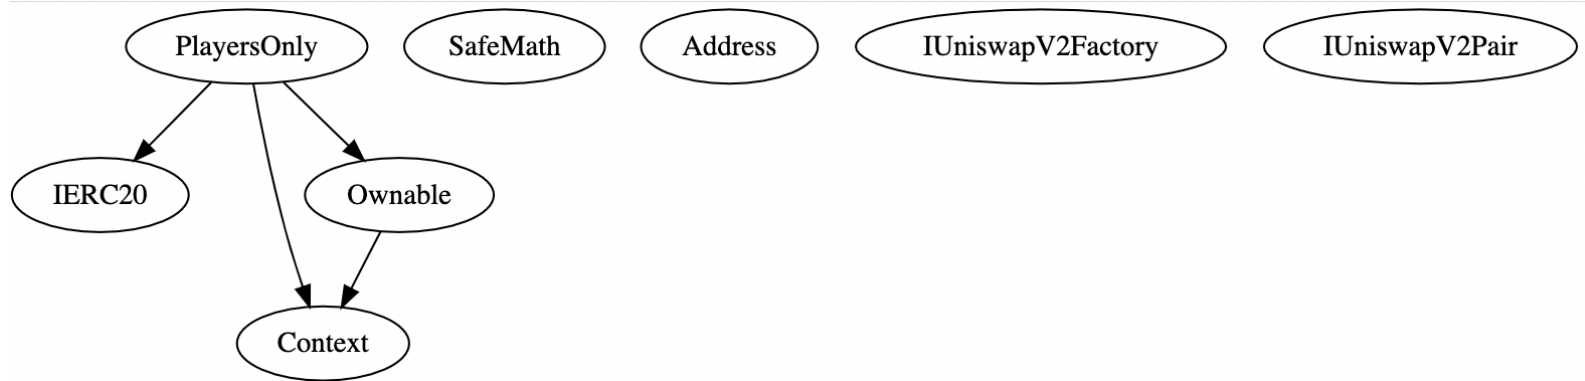 PlayersOnly
SafeMath
Address
IUniswapV2Factory
IUniswapV2Pair
IERC20
Ownable
Context